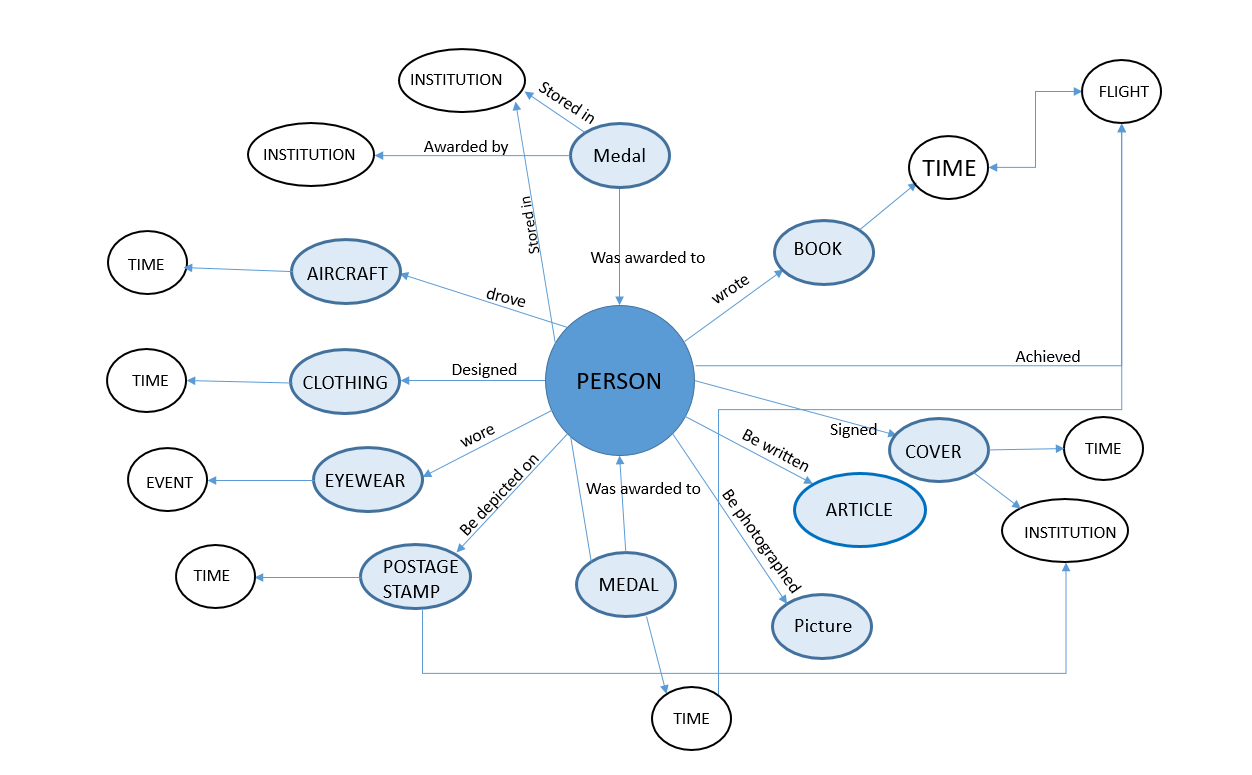 INSTITUTION
Stored in
FLIGHT
INSTITUTION
Awarded by
Medal
TIME
Stored in
Was awarded to
BOOK
TIME
AIRCRAFT
drove
wrote
Achieved
TIME
CLOTHING
Designed
PERSON
wore
Signed
COVER
TIME
Be written
EVENT
EYEWEAR
Be depicted on
Was awarded to
ARTICLE
Be photographed
INSTITUTION
TIME
POSTAGE
STAMP
MEDAL
Picture
TIME